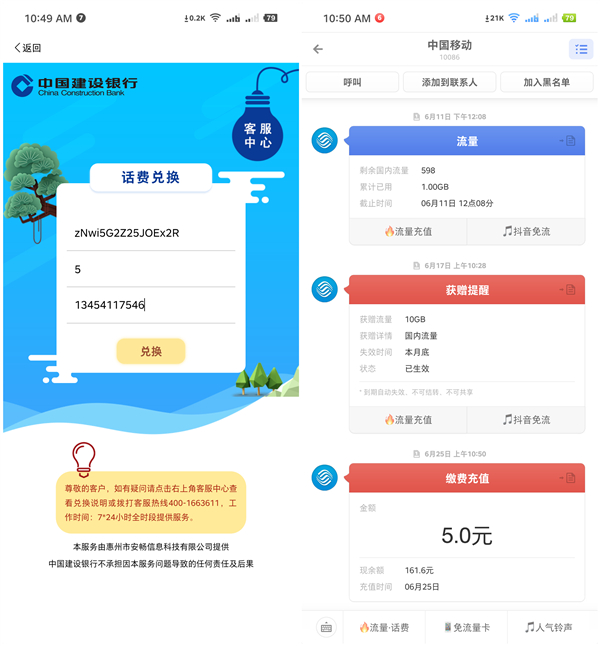 10:49 AM 7
0.2K
79
返回
中国建设银行
China Construction Bank
客服
中心
话费兑换
zNwi5G2Z25JOEx2R
5
13454117546
兑换
尊敬的客户，如有疑问请点击右上角客服中心查
看兑换说明或拨打客服热线400-1663611，工
作时间：7*24小时全时段提供服务。
本服务由惠州市安畅信息科技有限公司提供
中国建设银行不承担因本服务问题导致的任何责任及后果
10:50 AM 6
21K
79
中国移动
10086
呼叫
添加到联系人
加入黑名单
6月11日 下午12:08
流量
剩余国内流量 598
累计已用 1.00GB
截止时间 06月11日 12点08分
流量充值
抖音免流
6月17日 上午10:28
获赠提醒
获赠流量 10GB
获赠详情 国内流量
失效时间 本月底
状态 已生效
* 到期自动失效、不可结转、不可共享
流量充值
抖音免流
6月25日 上午10:50
缴费充值
金额
5.0元
现余额 161.6元
充值时间 06月25日
流量·话费
免流量卡
人气铃声